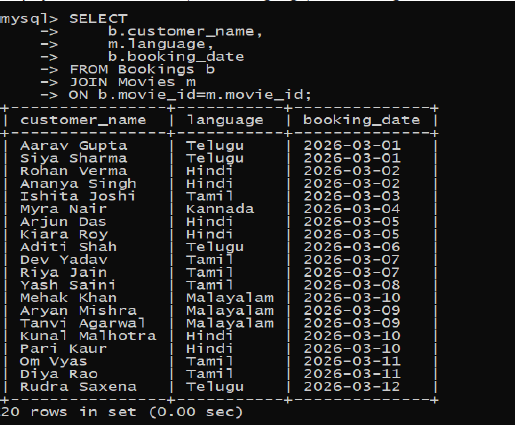 mysql> SELECT
    ->     b.customer_name,
    ->     m.language,
    ->     b.booking_date
    -> FROM Bookings b
    -> JOIN Movies m
    -> ON b.movie_id=m.movie_id;
+----------------+-----------+--------------+
| customer_name  | language  | booking_date |
+----------------+-----------+--------------+
| Aarav Gupta    | Telugu    | 2026-03-01   |
| Siya Sharma    | Telugu    | 2026-03-01   |
| Rohan Verma    | Hindi     | 2026-03-02   |
| Ananya Singh   | Hindi     | 2026-03-02   |
| Ishita Joshi   | Tamil     | 2026-03-03   |
| Myra Nair      | Kannada   | 2026-03-04   |
| Arjun Das      | Hindi     | 2026-03-05   |
| Kiara Roy      | Hindi     | 2026-03-05   |
| Aditi Shah     | Telugu    | 2026-03-06   |
| Dev Yadav      | Tamil     | 2026-03-07   |
| Riya Jain      | Tamil     | 2026-03-07   |
| Yash Saini     | Tamil     | 2026-03-08   |
| Mehak Khan     | Malayalam | 2026-03-10   |
| Aryan Mishra   | Malayalam | 2026-03-09   |
| Tanvi Agarwal  | Malayalam | 2026-03-09   |
| Kunal Malhotra | Hindi     | 2026-03-10   |
| Pari Kaur      | Hindi     | 2026-03-10   |
| Om Vyas        | Tamil     | 2026-03-11   |
| Diya Rao       | Tamil     | 2026-03-11   |
| Rudra Saxena   | Telugu    | 2026-03-12   |
+----------------+-----------+--------------+
20 rows in set (0.00 sec)